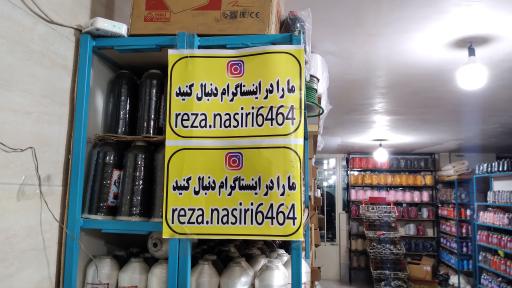 ما را در اینستاگرام دنبال کنید
reza.nasiri6464
ما را در اینستاگرام دنبال کنید
reza.nasiri6464